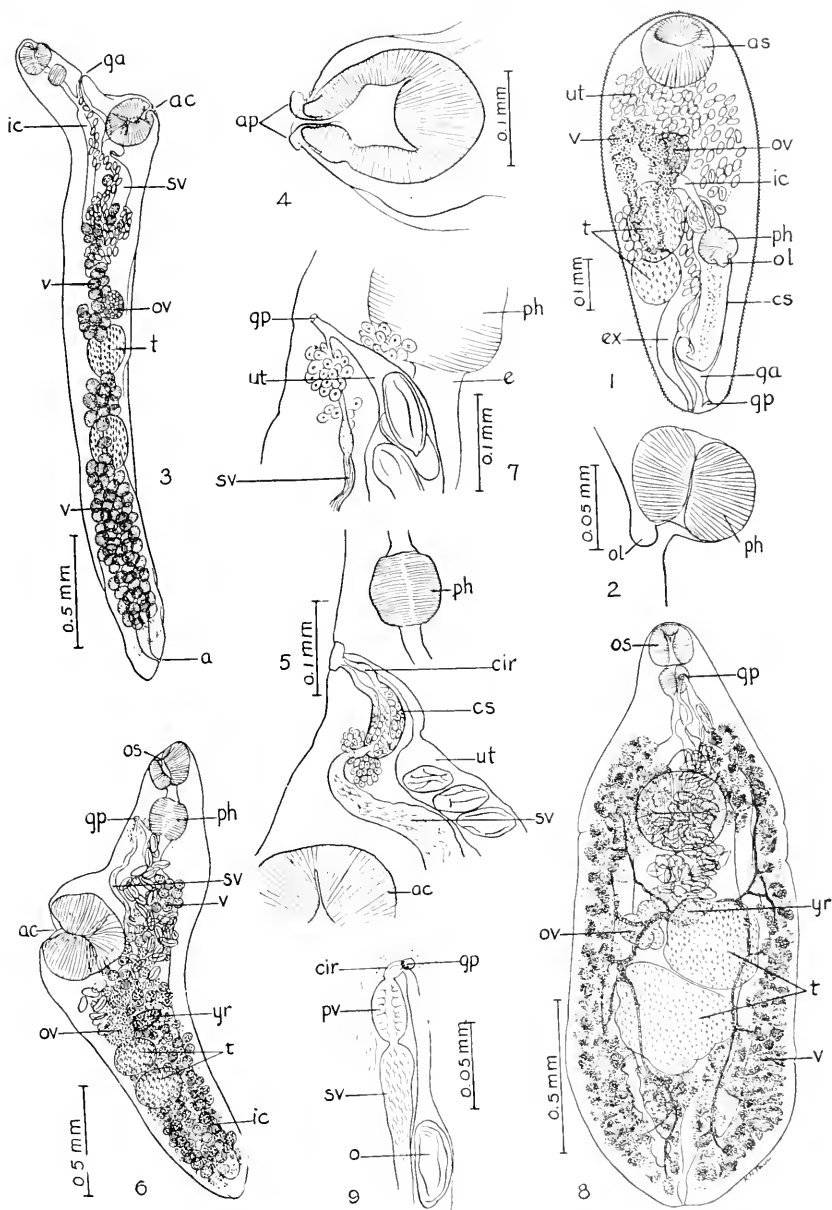 ga
ac
ic
sv
v
ov
t
3
v
0.5 mm
a
ap
4
0.1 mm
as
ut
v
ov
ic
t
ph
ol
0.1 mm
cs
ex
ga
gp
1
gp
ph
ut
e
sv
0.1 mm
7
0.05 mm
ol
ph
2
ph
5
0.1 mm
cir
cs
ut
sv
ac
os
gp
ph
sv
v
ac
ov
yr
t
ic
0.5 mm
6
cir
gp
pv
sv
o
0.05 mm
9
os
gp
yr
ov
t
v
0.5 mm
8